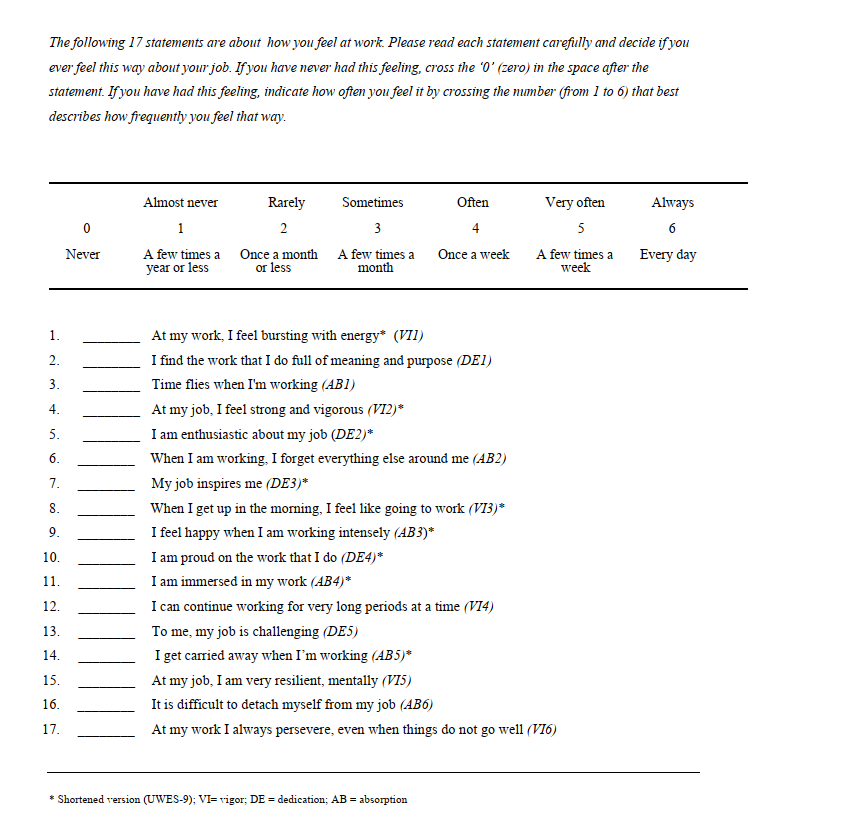 The following 17 statements are about how you feel at work. Please read each statement carefully and decide if you
ever feel this way about your job. If you have never had this feeling, cross the ‘0’ (zero) in the space after the
statement. If you have had this feeling, indicate how often you feel it by crossing the number (from 1 to 6) that best
describes how frequently you feel that way.
Almost never Rarely Sometimes Often Very often Always
0 1 2 3 4 5 6
Never A few times a year or less Once a month or less A few times a month Once a week A few times a week Every day
1. ________ At my work, I feel bursting with energy* (VI1)
2. ________ I find the work that I do full of meaning and purpose (DE1)
3. ________ Time flies when I'm working (AB1)
4. ________ At my job, I feel strong and vigorous (VI2)*
5. ________ I am enthusiastic about my job (DE2)*
6. ________ When I am working, I forget everything else around me (AB2)
7. ________ My job inspires me (DE3)*
8. ________ When I get up in the morning, I feel like going to work (VI3)*
9. ________ I feel happy when I am working intensely (AB3)*
10. ________ I am proud on the work that I do (DE4)*
11. ________ I am immersed in my work (AB4)*
12. ________ I can continue working for very long periods at a time (VI4)
13. ________ To me, my job is challenging (DE5)
14. ________ I get carried away when I’m working (AB5)*
15. ________ At my job, I am very resilient, mentally (VI5)
16. ________ It is difficult to detach myself from my job (AB6)
17. ________ At my work I always persevere, even when things do not go well (VI6)
* Shortened version (UWES-9); VI= vigor; DE = dedication; AB = absorption